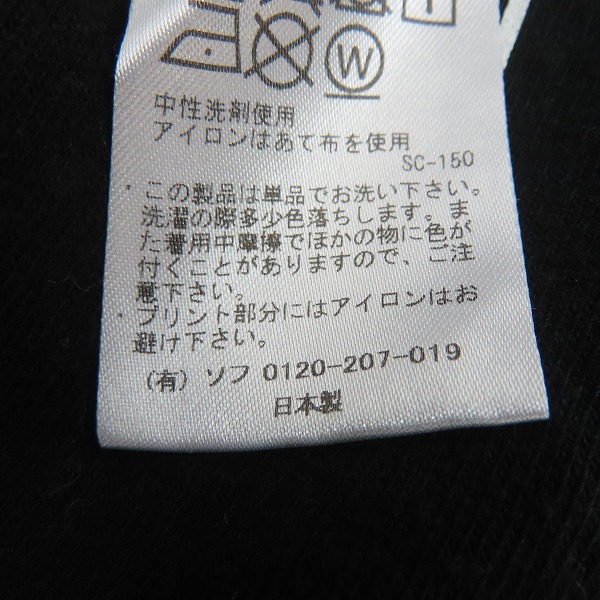 W
中性洗剤使用
アイロンはあて布を使用
SC-150
・この製品は単品でお洗い下さい。
洗濯の際多少色落ちします。ま
た着用中摩擦でほかの物に色が
付くことがありますので、ご注
意下さい。
・プリント部分にはアイロンはお
避け下さい。
(有) ソフ 0120-207-019
日本製